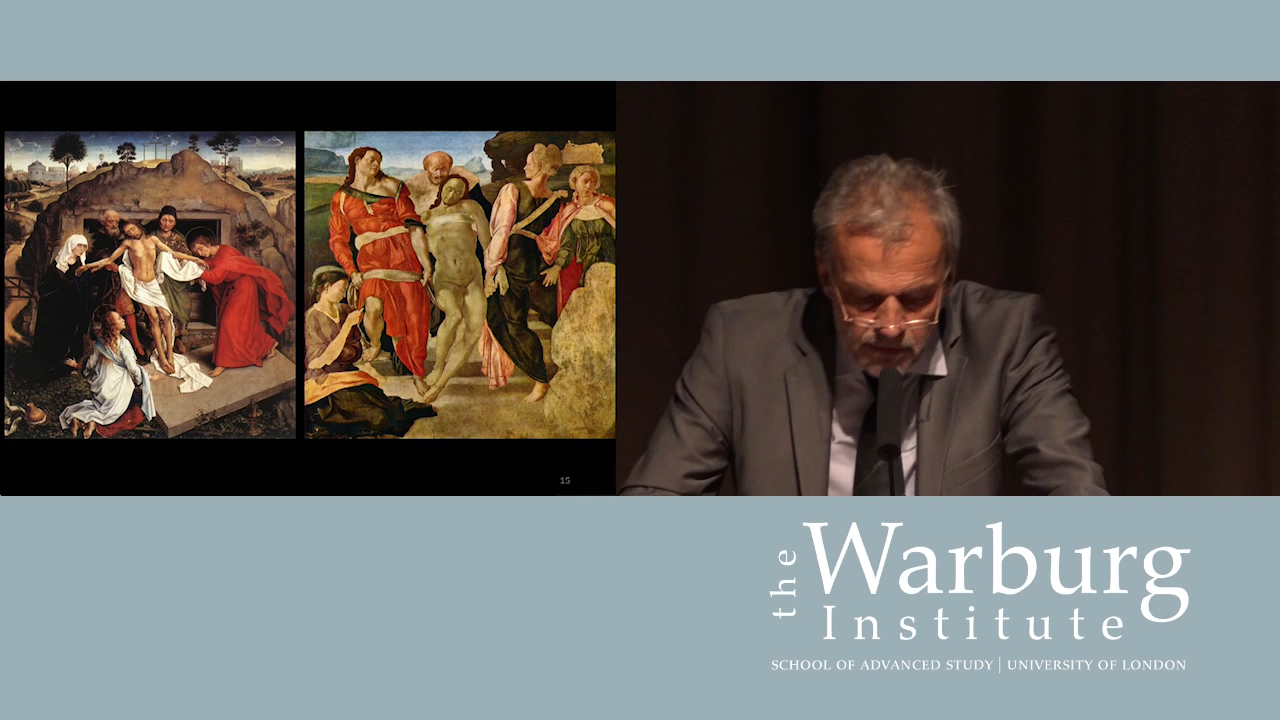 15
the Warburg
Institute
SCHOOL OF ADVANCED STUDY | UNIVERSITY OF LONDON